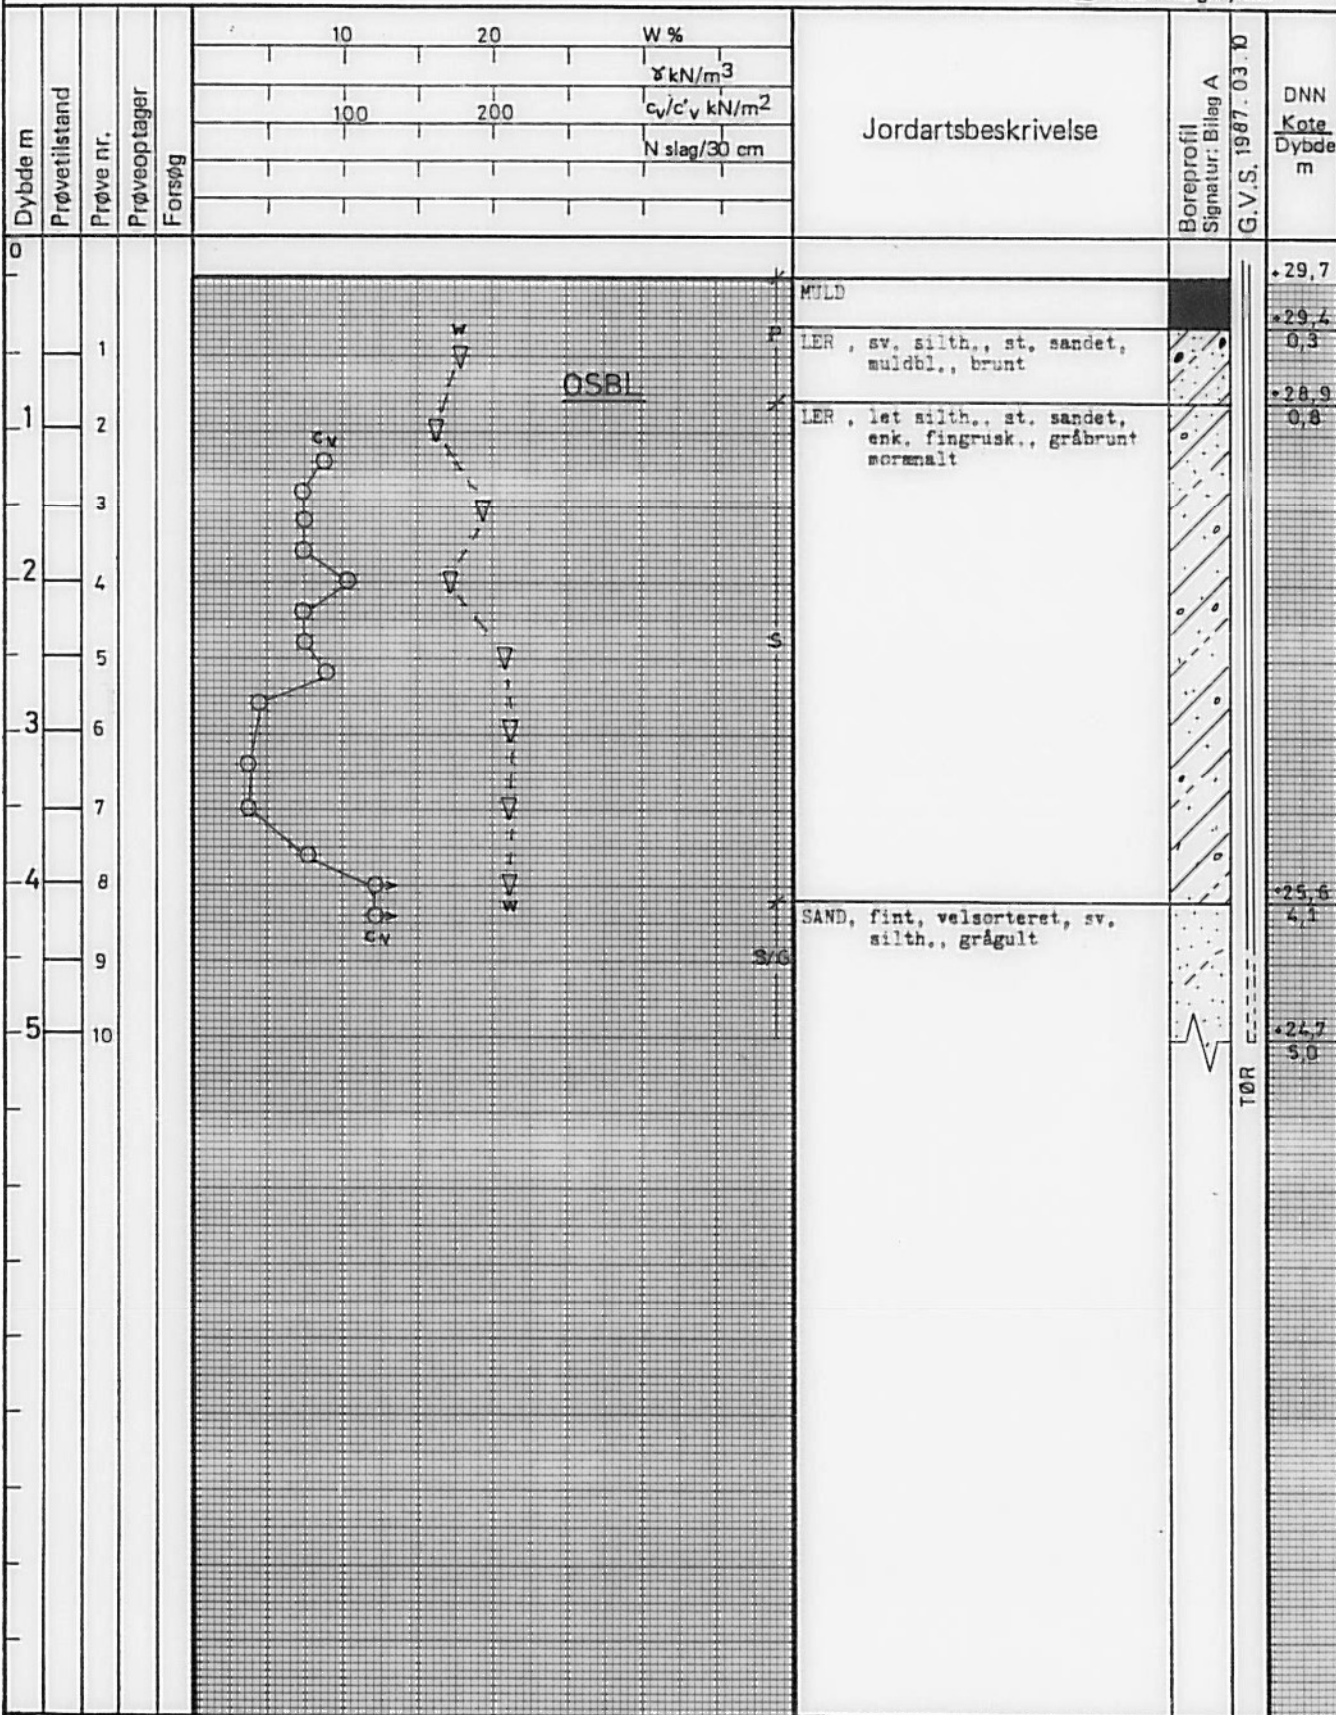 Dybde m
Prøvetilstand
Prøve nr.
Prøveoptager
Forsøg
10 20 W %
γ kN/m³
100 200 cv/c'v kN/m²
N slag/30 cm
Jordartsbeskrivelse
Boreprofil
Signatur: Bilag A
G.V.S. 1987.03.10
DNN
Kote
Dybde
m
0
+29,7
MULD
+29,4
0,3
w
P
1
LER , sv. silth., st. sandet,
muldbl., brunt
OSBL
+28,9
0,8
1
2
LER , let silth., st. sandet,
enk. fingrusk., gråbrunt
morænalt
cv
3
2
4
S
5
3
6
7
4
8
w
+25,6
4,1
SAND, fint, velsorteret, sv.
silth., grågult
cv
9
S/G
5
10
+24,7
5,0
TØR